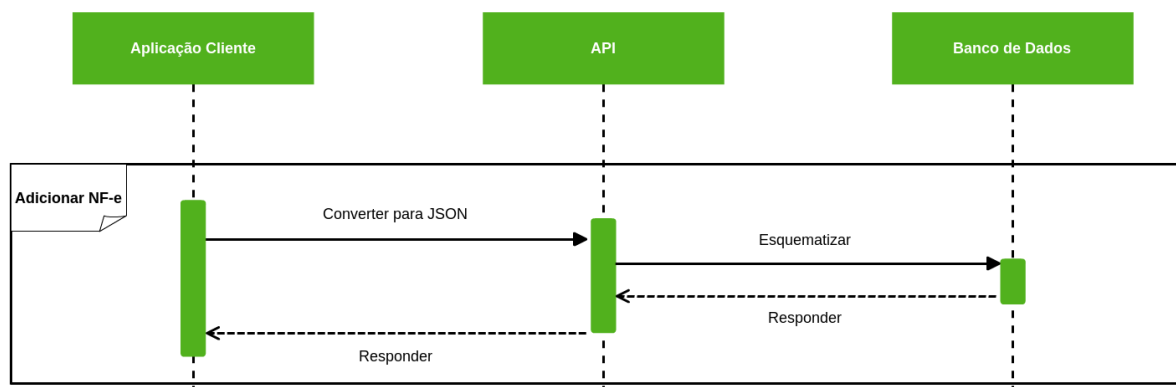 Aplicação Cliente
API
Banco de Dados
Adicionar NF-e
Converter para JSON
Esquematizar
Responder
Responder